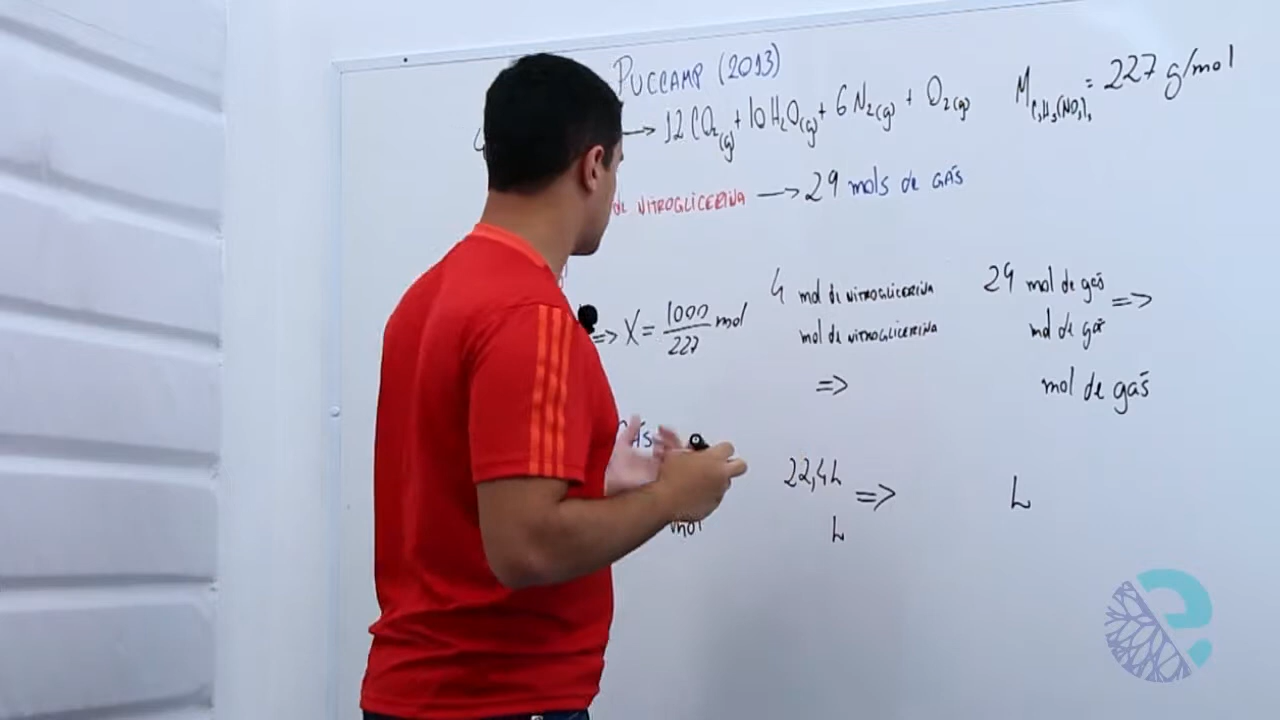 PUCCAMP (2013)
→ 12 CO₂(g) + 10 H₂O(g) + 6 N₂(g) + O₂(g)
M C₃H₅(NO₃)₃ = 227 g/mol
de NITROGLICERINA → 29 mols de GÁS
=> X = 1000/227 mol
4 mol de NITROGLICERINA 29 mol de gás =>
mol de NITROGLICERINA mol de gás
=> mol de gás
GÁS
22,4 L => L
mol L